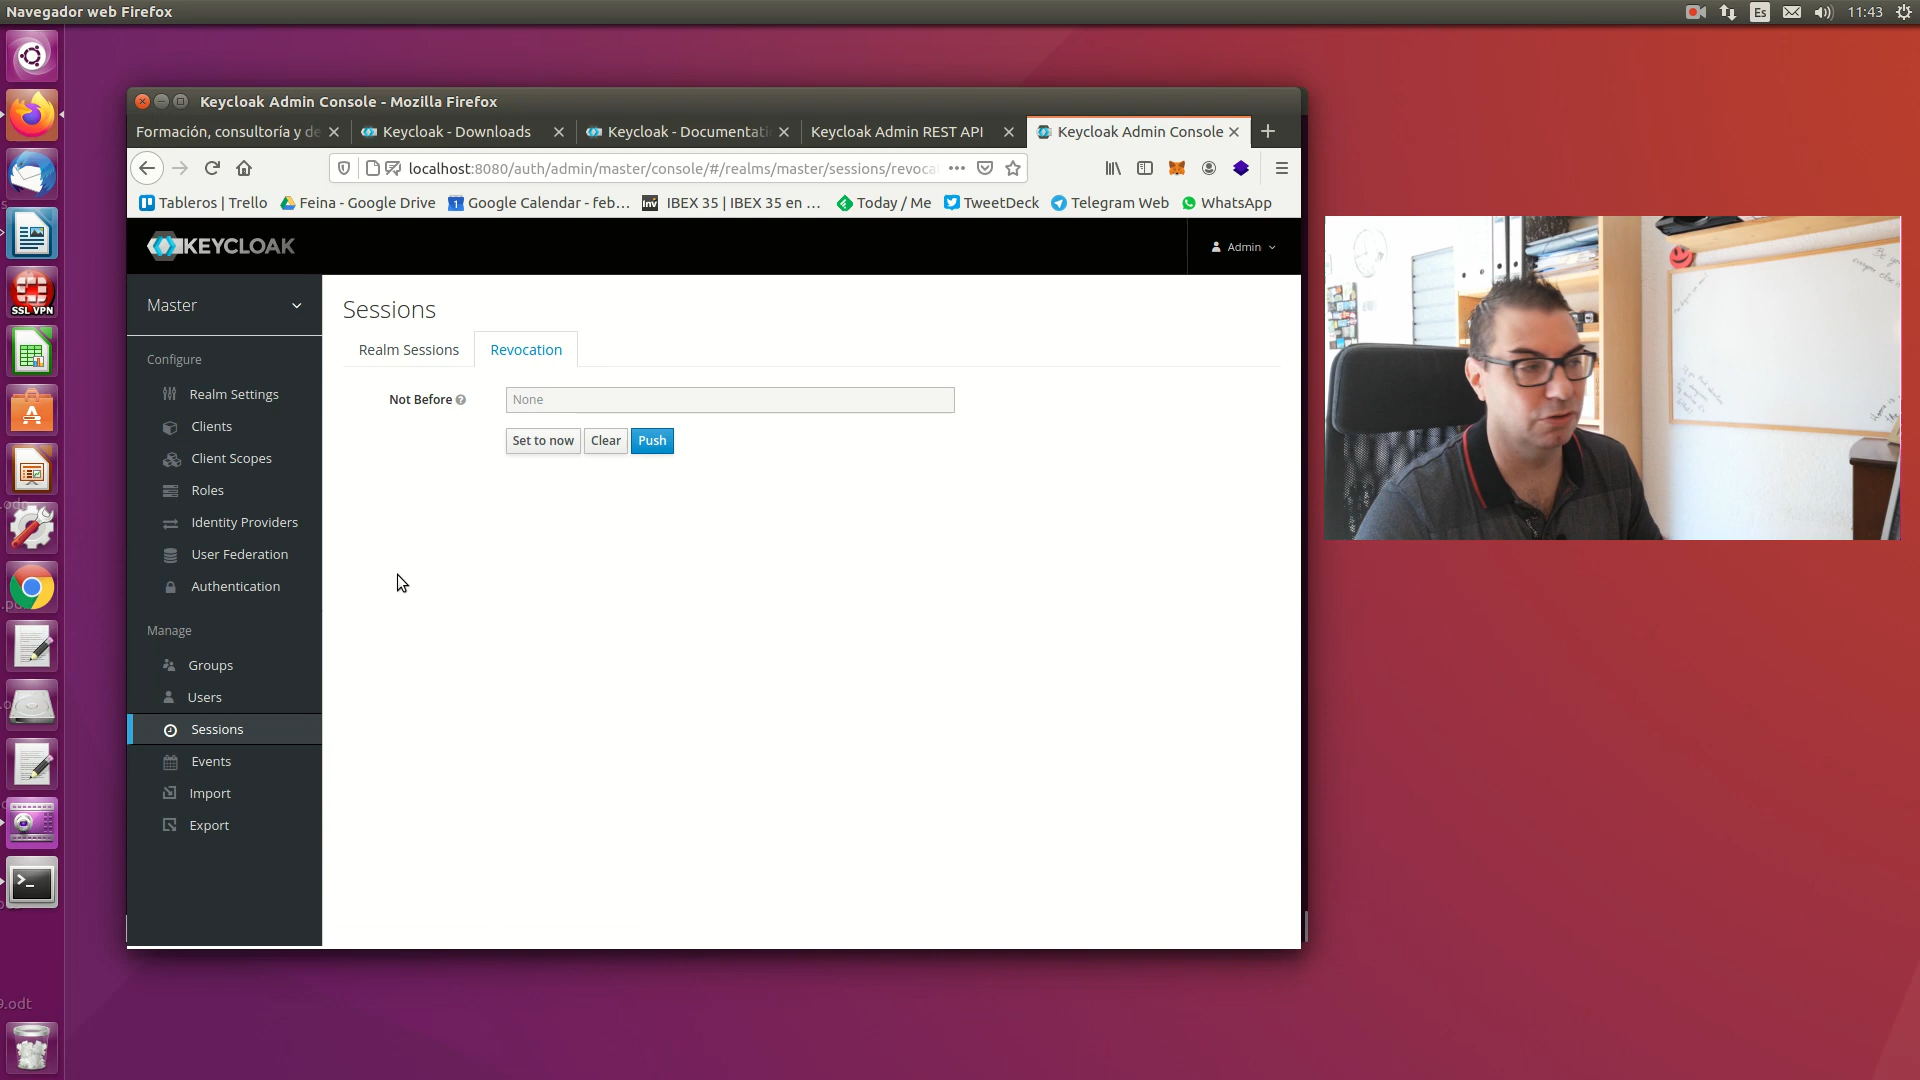 Navegador web Firefox
Es
11:43
Keycloak Admin Console - Mozilla Firefox
Formación, consultoría y de
Keycloak - Downloads
Keycloak - Documentati
Keycloak Admin REST API
Keycloak Admin Console
localhost:8080/auth/admin/master/console/#/realms/master/sessions/revoca
Tableros | Trello
Feina - Google Drive
1 Google Calendar - feb...
Inv IBEX 35 | IBEX 35 en ...
Today / Me
TweetDeck
Telegram Web
WhatsApp
KEYCLOAK
Admin
Master
Sessions
Realm Sessions
Revocation
Configure
Not Before
None
Set to now
Clear
Push
Realm Settings
Clients
Client Scopes
Roles
Identity Providers
User Federation
Authentication
Manage
Groups
Users
Sessions
Events
Import
Export
SSL VPN
.odt